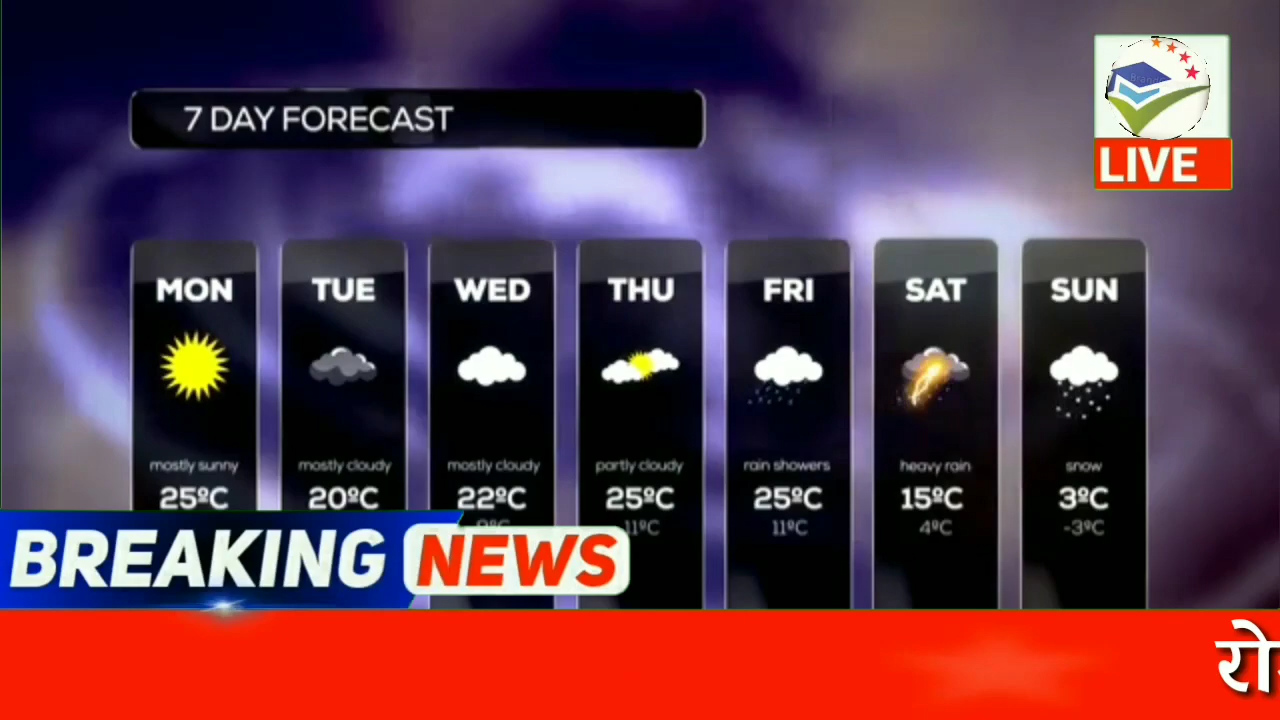 7 DAY FORECAST
LIVE
MON TUE WED THU FRI SAT SUN
mostly sunny mostly cloudy mostly cloudy partly cloudy rain showers heavy rain snow
25ºC 20ºC 22ºC 25ºC 25ºC 15ºC 3ºC
11ºC 11ºC 4ºC -3ºC
BREAKING NEWS